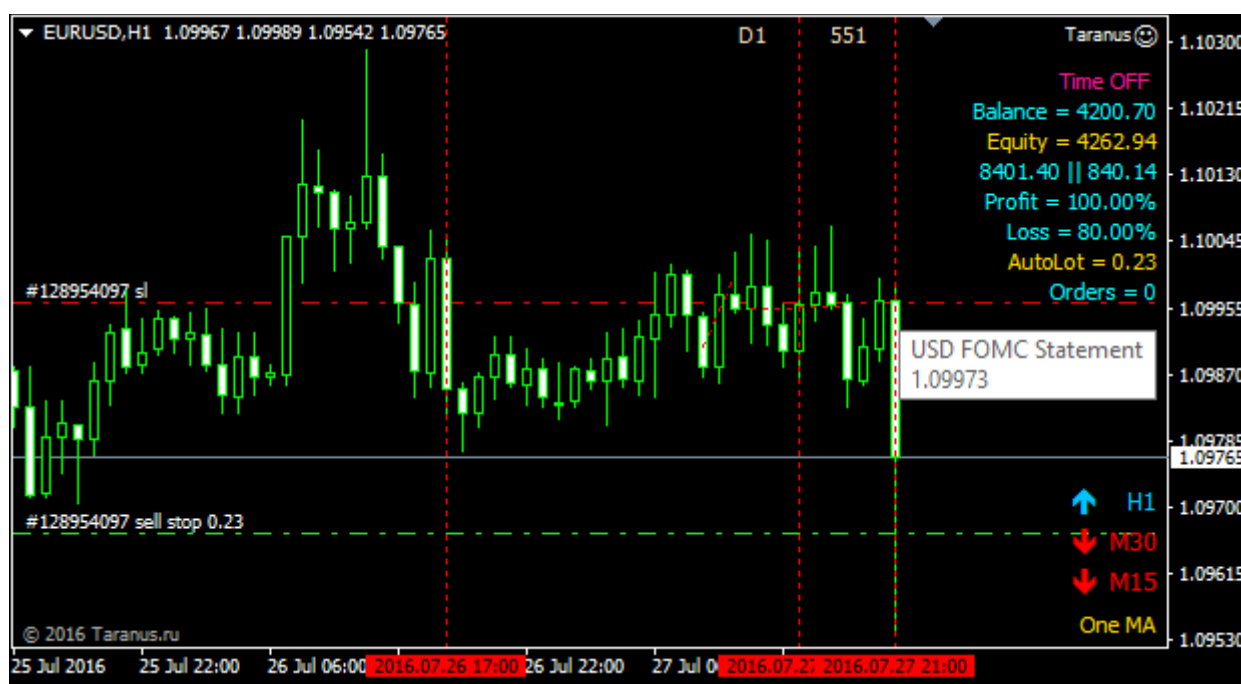 EURUSD,H1 1.09967 1.09989 1.09542 1.09765
D1 551
Taranus
Time OFF
Balance = 4200.70
Equity = 4262.94
8401.40 || 840.14
Profit = 100.00%
Loss = 80.00%
AutoLot = 0.23
Orders = 0
#128954097 sl
USD FOMC Statement
1.09973
#128954097 sell stop 0.23
H1
M30
M15
One MA
© 2016 Taranus.ru
1.10300
1.10215
1.10130
1.10045
1.09955
1.09870
1.09785
1.09765
1.09700
1.09615
1.09530
25 Jul 2016 25 Jul 22:00 26 Jul 06:00 2016.07.26 17:00 26 Jul 22:00 27 Jul 2016.07.27 2016.07.27 21:00